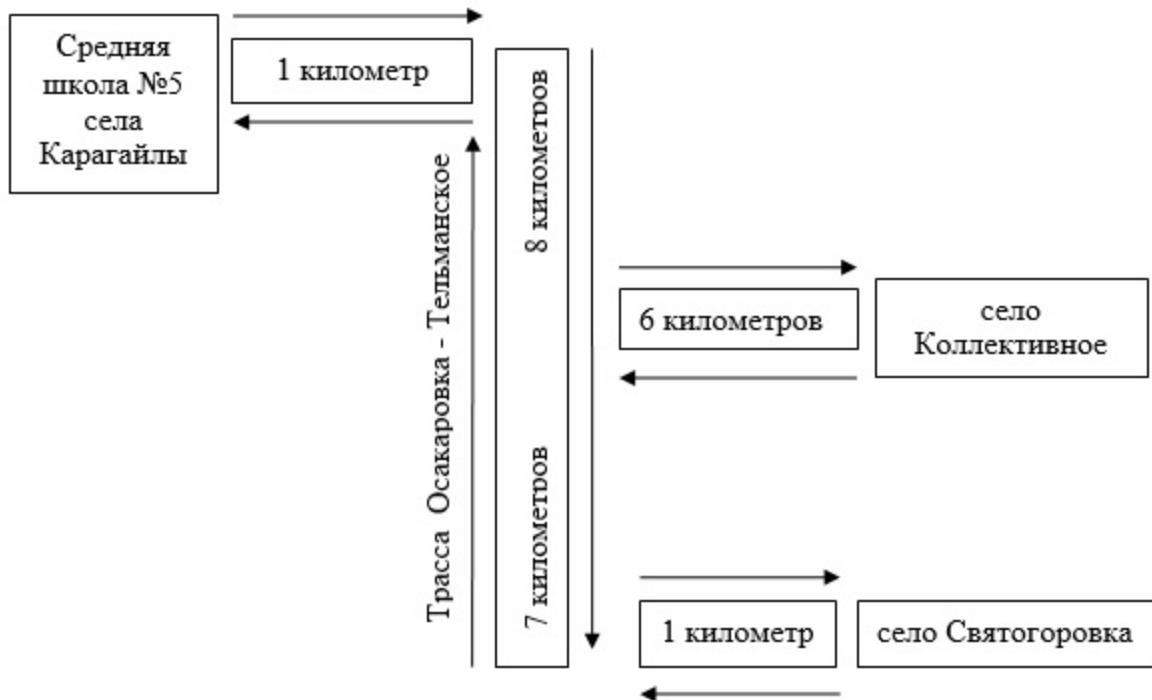 Средняя
школа №5
села
Карагайлы
1 километр
8 километров
Трасса Осакаровка - Тельманское
6 километров
село
Коллективное
7 километров
1 километр
село Святогоровка